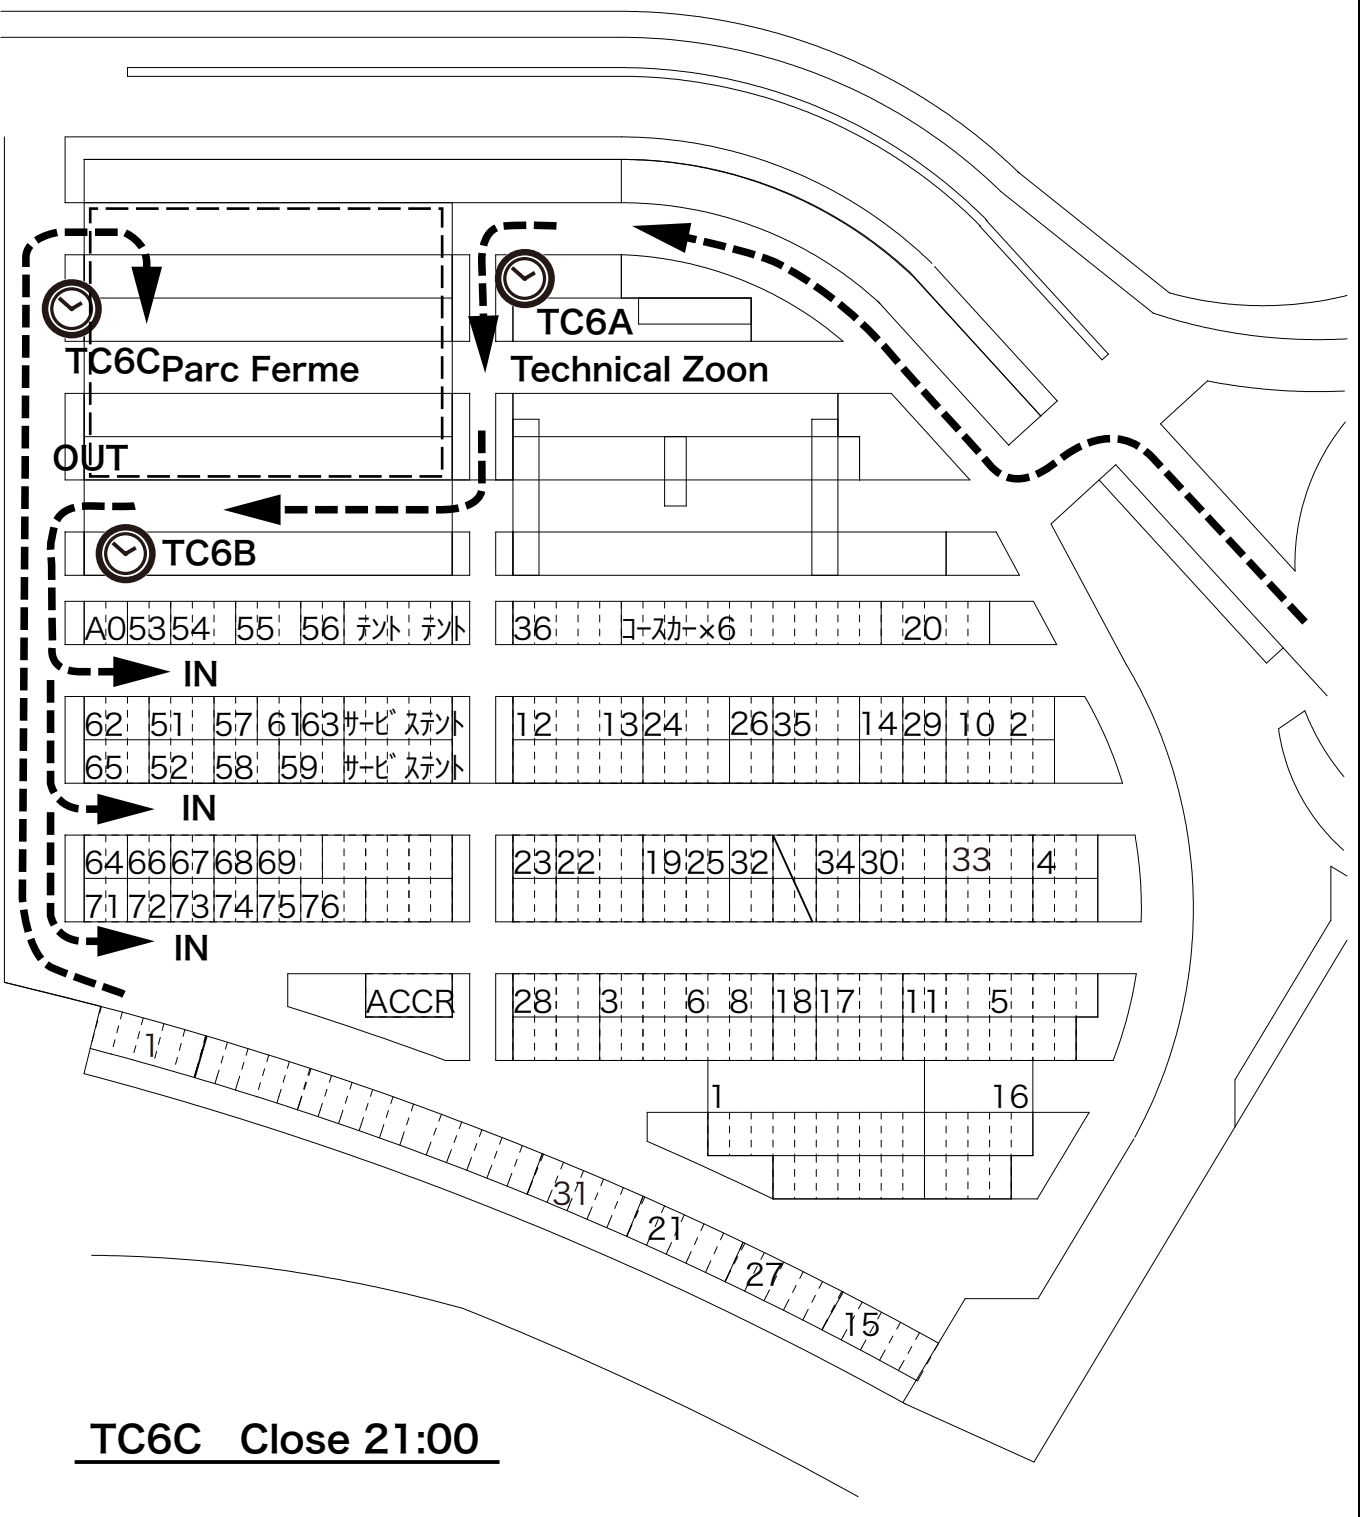 TC6A
TC6C Parc Ferme Technical Zoon
OUT
TC6B
A0 53 54 55 56 テント テント 36 コースカー×6 20
IN
62 51 57 61 63 サービステント 12 13 24 26 35 14 29 10 2
65 52 58 59 サービステント
IN
64 66 67 68 69 23 22 19 25 32 34 30 33 4
71 72 73 74 75 76
IN
ACCR 28 3 6 8 18 17 11 5
1
1 16
31
21
27
15
TC6C Close 21:00